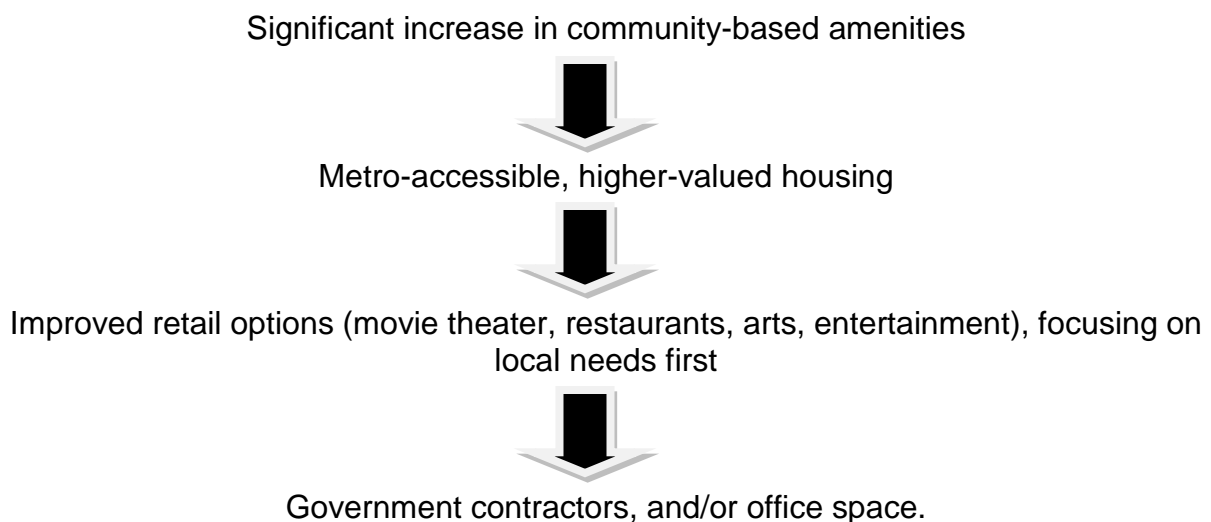 Significant increase in community-based amenities
Metro-accessible, higher-valued housing
Improved retail options (movie theater, restaurants, arts, entertainment), focusing on
local needs first
Government contractors, and/or office space.